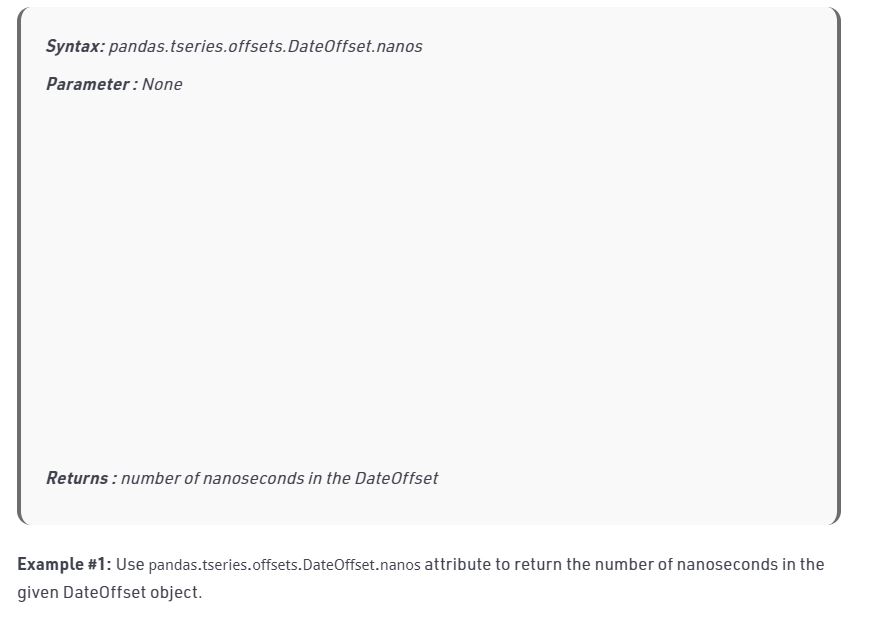 Syntax: pandas.tseries.offsets.DateOffset.nanos
Parameter : None
Returns : number of nanoseconds in the DateOffset
Example #1: Use pandas.tseries.offsets.DateOffset.nanos attribute to return the number of nanoseconds in the
given DateOffset object.